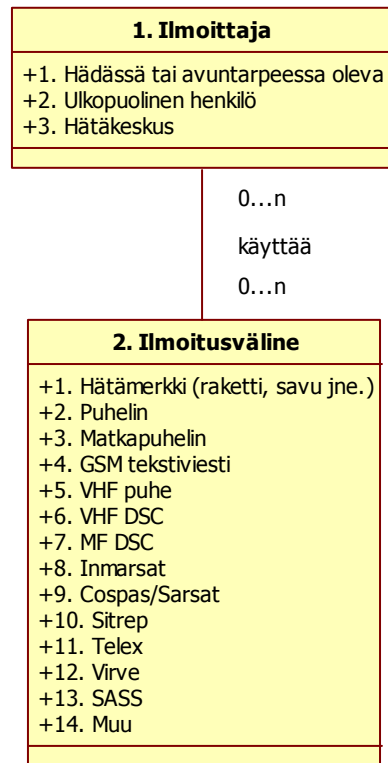 1. Ilmoittaja
+1. Hädässä tai avuntarpeessa oleva
+2. Ulkopuolinen henkilö
+3. Hätäkeskus
0...n
käyttää
0...n
2. Ilmoitusväline
+1. Hätämerkki (raketti, savu jne.)
+2. Puhelin
+3. Matkapuhelin
+4. GSM tekstiviesti
+5. VHF puhe
+6. VHF DSC
+7. MF DSC
+8. Inmarsat
+9. Cospas/Sarsat
+10. Sitrep
+11. Telex
+12. Virve
+13. SASS
+14. Muu